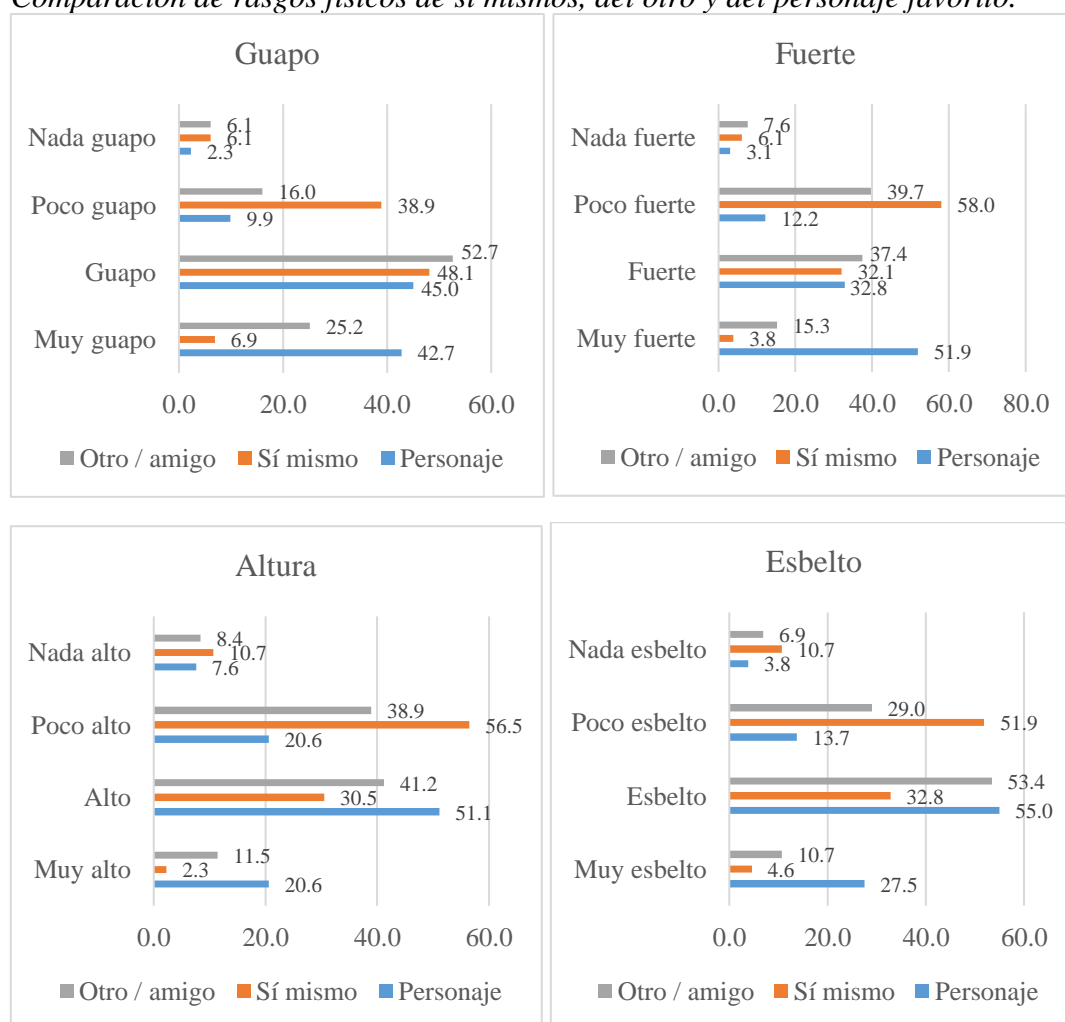 Comparación de rasgos físicos de sí mismos, del otro y del personaje favorito.
Guapo
Nada guapo 6.1 6.1 2.3
Poco guapo 16.0 38.9 9.9
Guapo 52.7 48.1 45.0
Muy guapo 25.2 6.9 42.7
0.0 20.0 40.0 60.0
Otro / amigo Sí mismo Personaje
Fuerte
Nada fuerte 7.6 6.1 3.1
Poco fuerte 39.7 58.0 12.2
Fuerte 37.4 32.1 32.8
Muy fuerte 15.3 3.8 51.9
0.0 20.0 40.0 60.0 80.0
Otro / amigo Sí mismo Personaje
Altura
Nada alto 8.4 10.7 7.6
Poco alto 38.9 56.5 20.6
Alto 41.2 30.5 51.1
Muy alto 11.5 2.3 20.6
0.0 20.0 40.0 60.0
Otro / amigo Sí mismo Personaje
Esbelto
Nada esbelto 6.9 10.7 3.8
Poco esbelto 29.0 51.9 13.7
Esbelto 53.4 32.8 55.0
Muy esbelto 10.7 4.6 27.5
0.0 20.0 40.0 60.0
Otro / amigo Sí mismo Personaje